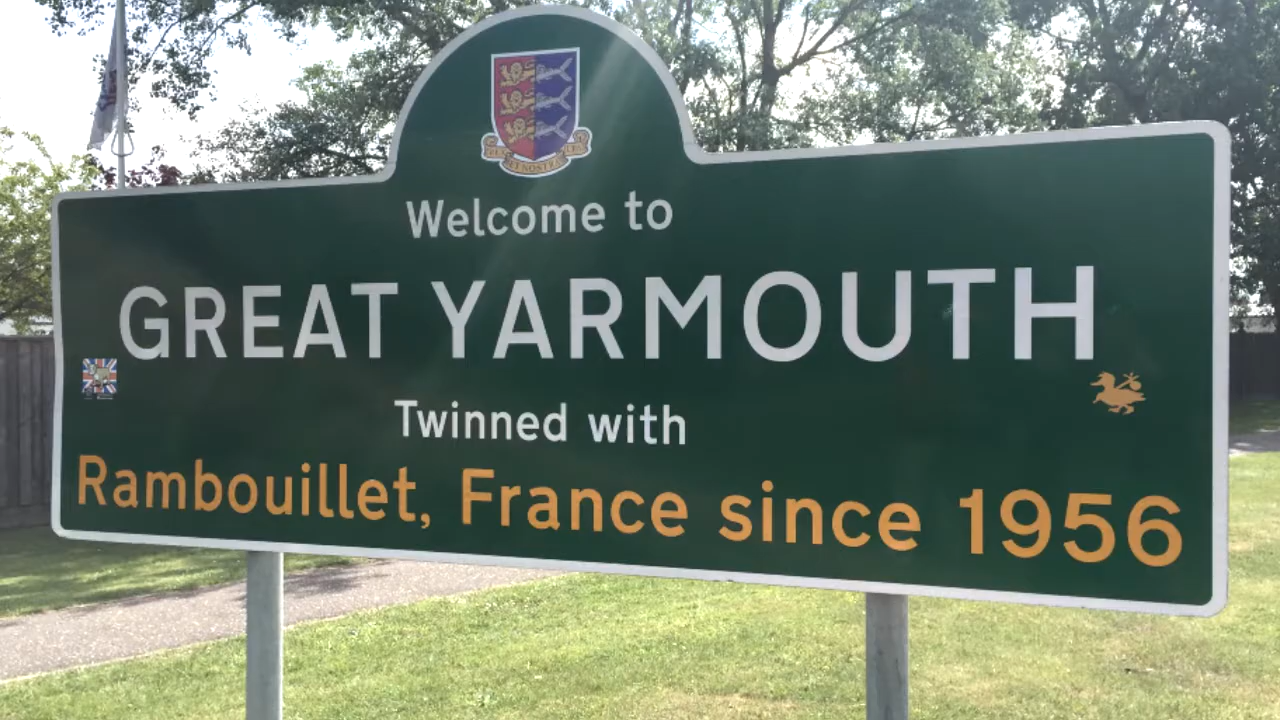 Welcome to
GREAT YARMOUTH
Twinned with
Rambouillet, France since 1956